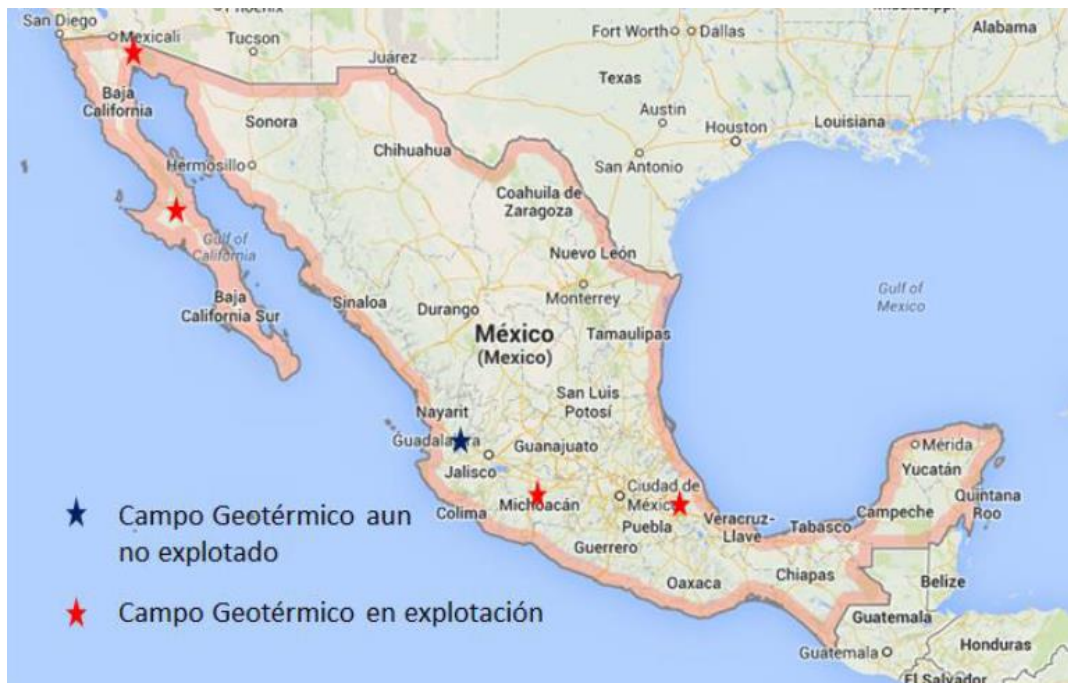 San Diego
Phoenix
Mississippi
Mexicali
Tucson
Fort Worth
Dallas
Alabama
Juárez
Texas
Baja
California
Sonora
Austin
Louisiana
Houston
Chihuahua
San Antonio
Hermosillo
Coahuila de
Zaragoza
Gulf of
California
Nuevo León
Gulf of
Mexico
Baja
California Sur
Sinaloa
Durango
Monterrey
México
(Mexico)
Tamaulipas
San Luis
Potosí
Nayarit
Guadalajara
Guanajuato
Mérida
Yucatán
Jalisco
Ciudad de
México
Quintana
Roo
Michoacán
Campeche
Colima
Puebla
Veracruz-
Llave
Tabasco
Guerrero
Oaxaca
Chiapas
Belize
Guatemala
Honduras
Guatemala
El Salvador
Campo Geotérmico aun
no explotado
Campo Geotérmico en explotación